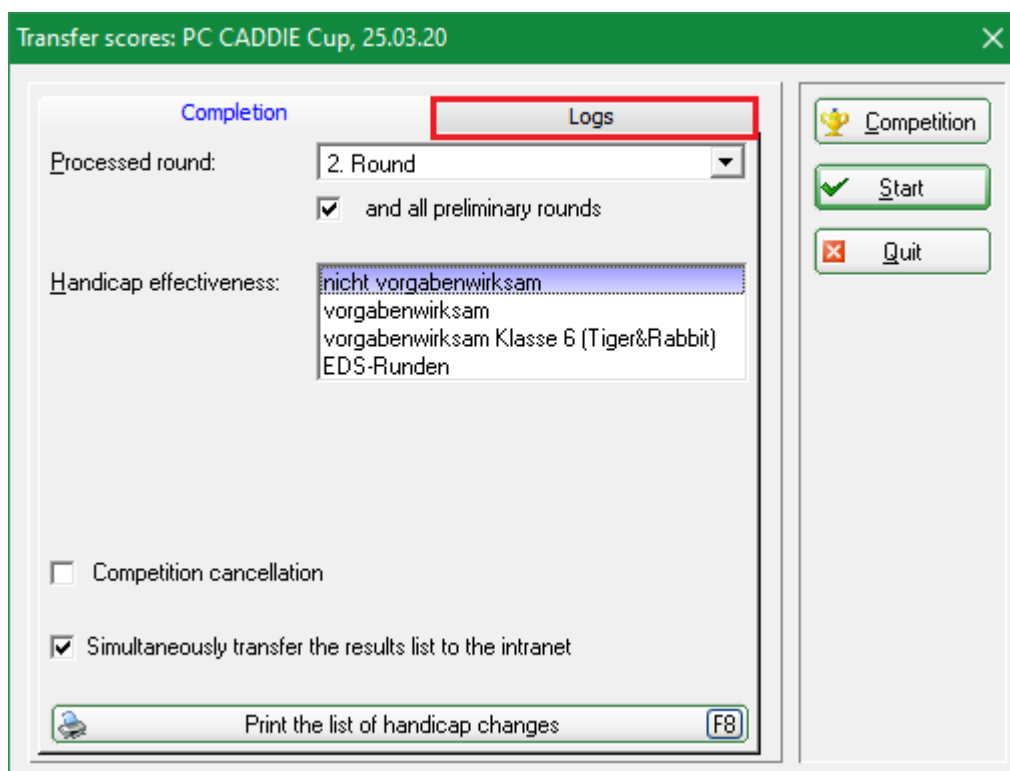 Transfer scores: PC CADDIE Cup, 25.03.20
Completion
Logs
Processed round:
2. Round
and all preliminary rounds
Handicap effectiveness:
nicht vorgabenwirksam
vorgabenwirksam
vorgabenwirksam Klasse 6 (Tiger&Rabbit)
EDS-Runden
Competition cancellation
Simultaneously transfer the results list to the intranet
Print the list of handicap changes
F8
Competition
Start
Quit